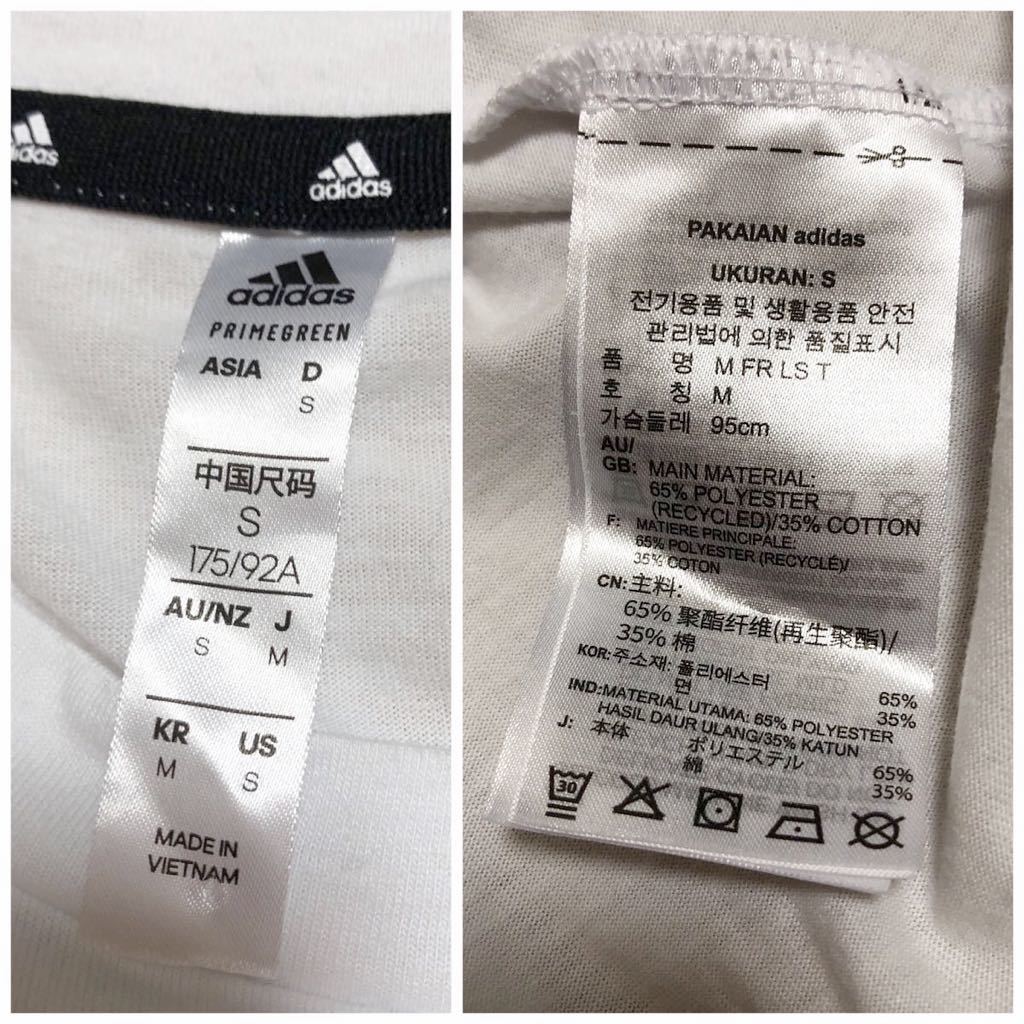 adidas
adidas
adidas
PRIMEGREEN
ASIA D
S
中国尺码
S
175/92A
AU/NZ J
S M
KR US
M S
MADE IN
VIETNAM
PAKAIAN adidas
UKURAN: S
전기용품 및 생활용품 안전
관리법에 의한 품질표시
품 명 M FR LS T
호 칭 M
가슴둘레 95cm
AU/
GB: MAIN MATERIAL:
65% POLYESTER
(RECYCLED)/35% COTTON
F: MATIERE PRINCIPALE:
65% POLYESTER (RECYCLÉ)/
35% COTON
CN: 主料:
65% 聚酯纤维(再生聚酯)/
35% 棉
KOR: 주소재: 폴리에스터 65%
면 35%
IND: MATERIAL UTAMA: 65% POLYESTER
HASIL DAUR ULANG/35% KATUN
J: 本体 ポリエステル 65%
綿 35%
30